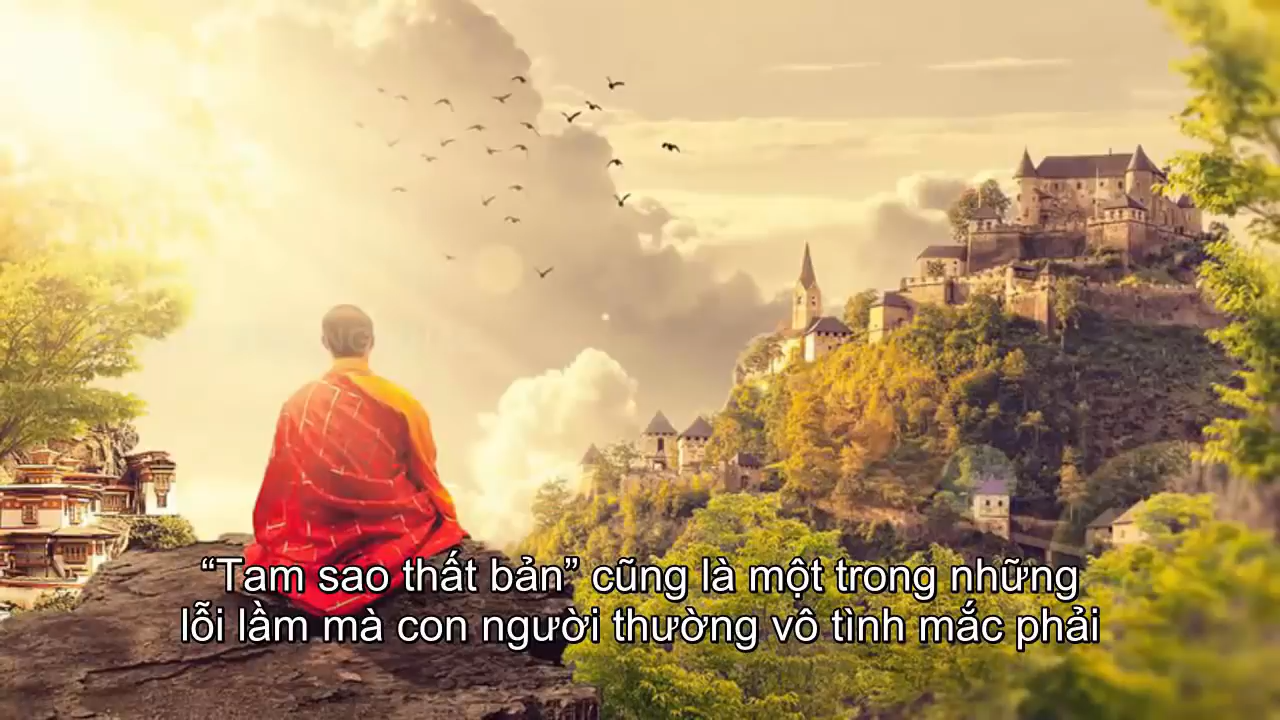 “Tam sao thất bản” cũng là một trong những
lỗi lầm mà con người thường vô tình mắc phải